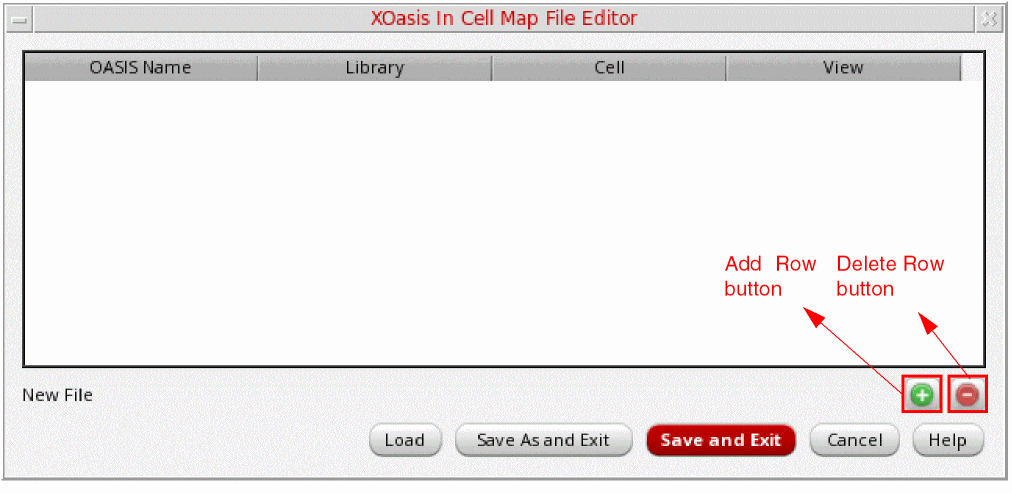 XOasis In Cell Map File Editor
OASIS Name Library Cell View
Add Row button
Delete Row button
New File
Load Save As and Exit Save and Exit Cancel Help